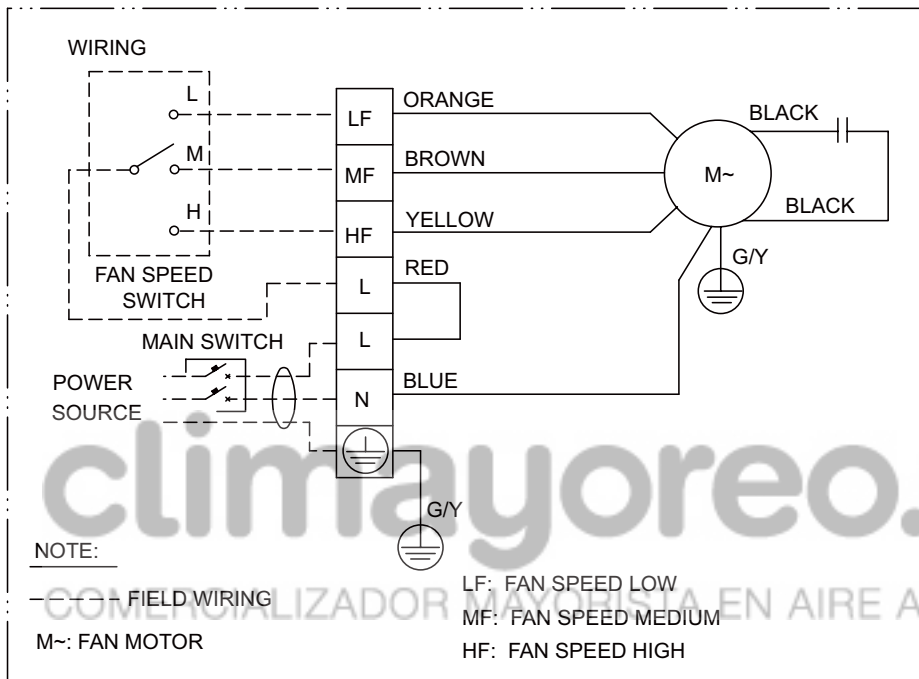 WIRING
L
M
H
FAN SPEED
SWITCH
MAIN SWITCH
POWER
SOURCE
LF
MF
HF
L
L
N
ORANGE
BROWN
YELLOW
RED
BLUE
G/Y
M~
BLACK
BLACK
G/Y
climayoreo.
COMERCIALIZADOR MAYORISTA EN AIRE A
NOTE:
FIELD WIRING
M~: FAN MOTOR
LF: FAN SPEED LOW
MF: FAN SPEED MEDIUM
HF: FAN SPEED HIGH